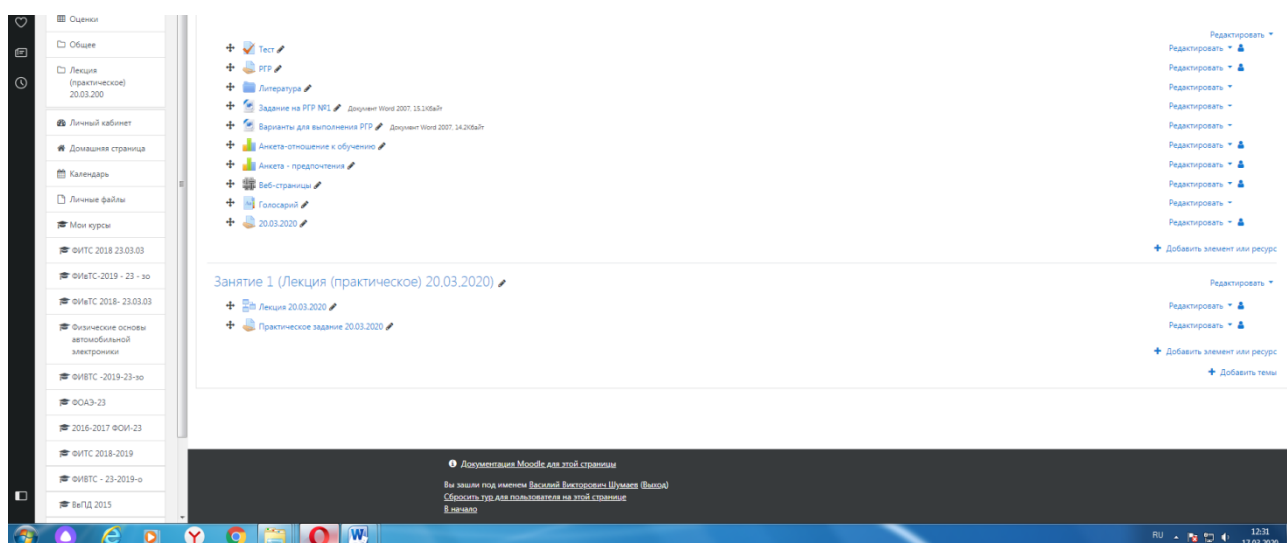 Оценки
Общее
Лекция
(практическое)
20.03.200
Личный кабинет
Домашняя страница
Календарь
Личные файлы
Мои курсы
ФИТС 2018 23.03.03
ФИвТС-2019 - 23 - зо
ФИвТС 2018- 23.03.03
Физические основы
автомобильной
электроники
ФИВТС -2019-23-зо
ФОАЭ-23
2016-2017 ФОИ-23
ФИТС 2018-2019
ФИВТС - 23-2019-о
ВвПД 2015
Редактировать
Тест Редактировать
РГР Редактировать
Литература Редактировать
Задание на РГР №1 Документ Word 2007, 15.1Кбайт Редактировать
Варианты для выполнения РГР Документ Word 2007, 14.2Кбайт Редактировать
Анкета-отношение к обучению Редактировать
Анкета - предпочтения Редактировать
Веб-страницы Редактировать
Голосарий Редактировать
20.03.2020 Редактировать
Добавить элемент или ресурс
Занятие 1 (Лекция (практическое) 20.03.2020) Редактировать
Лекция 20.03.2020 Редактировать
Практическое задание 20.03.2020 Редактировать
Добавить элемент или ресурс
Добавить темы
Документация Moodle для этой страницы
Вы зашли под именем Василий Викторович Шумаев (Выход)
Сбросить тур для пользователя на этой странице
В начало
RU 12:31
17.03.2020